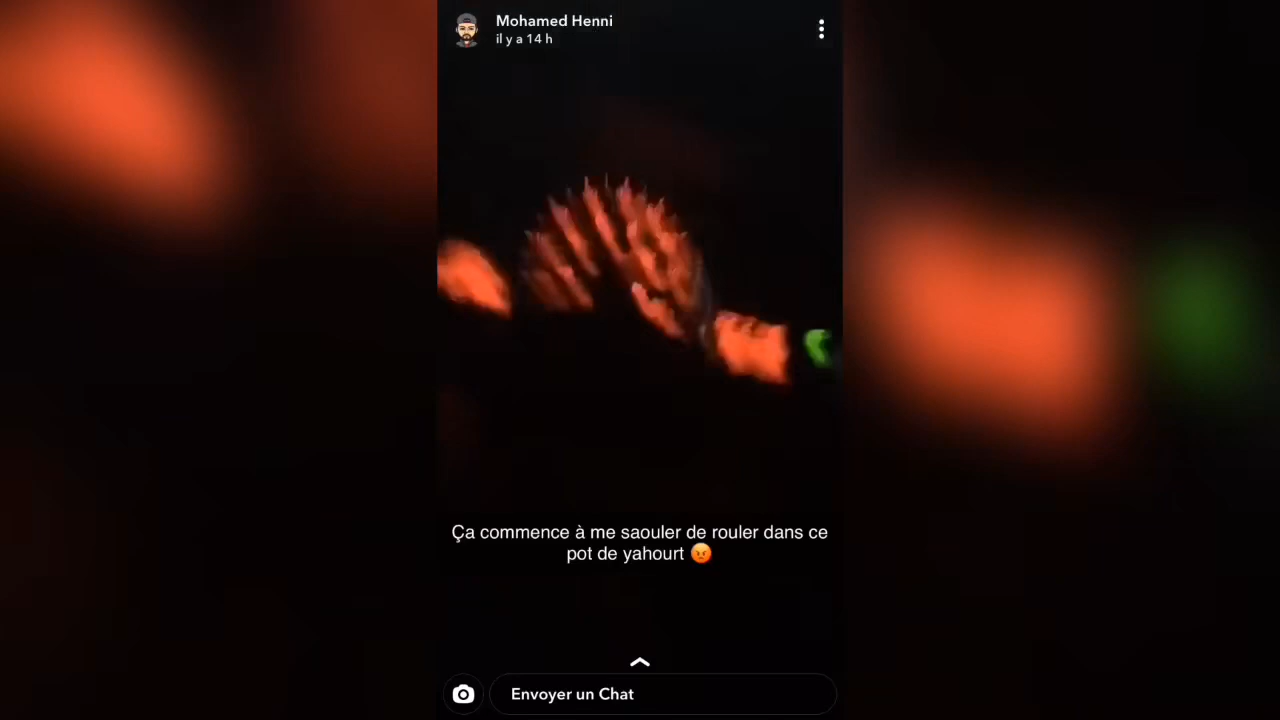 Mohamed Henni
il y a 14 h
Ça commence à me saouler de rouler dans ce
pot de yahourt 😡
Envoyer un Chat